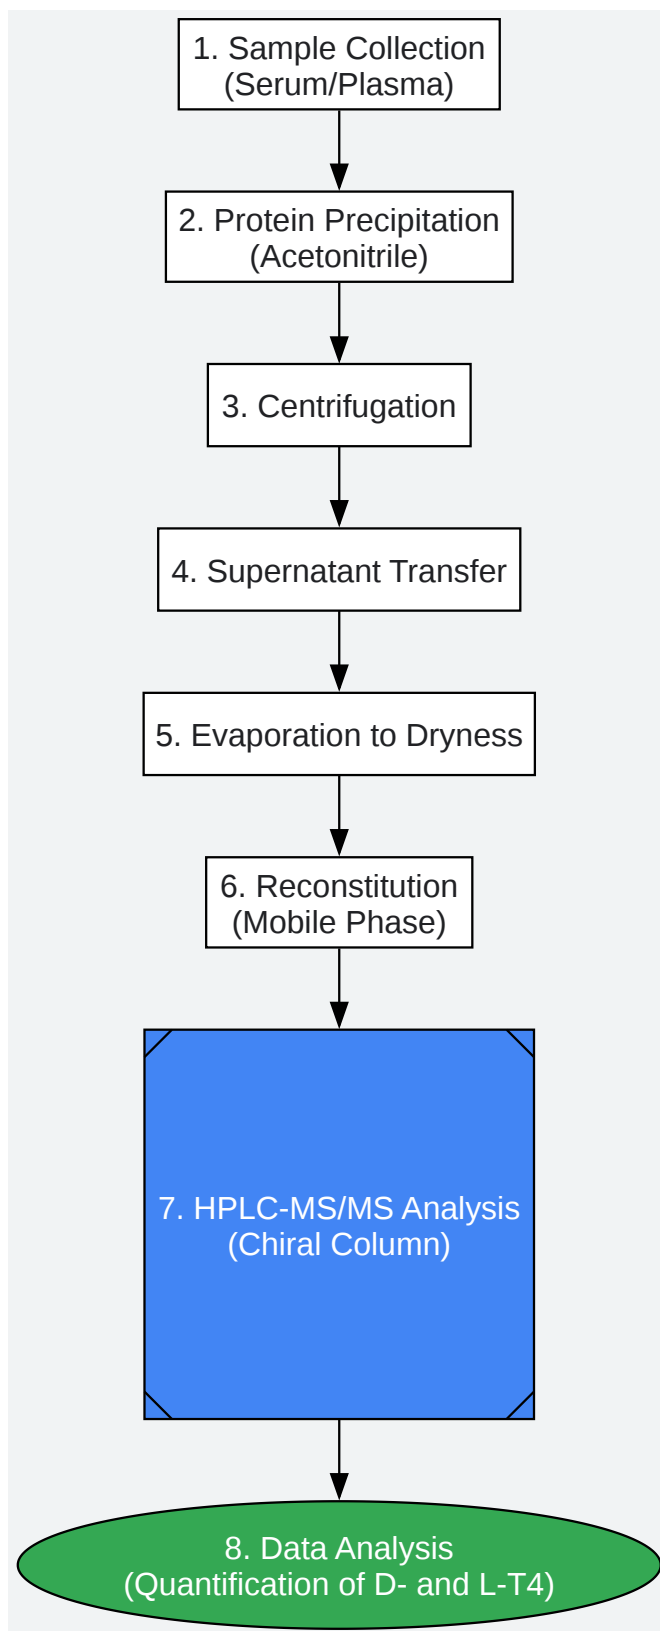 1. Sample Collection
(Serum/Plasma)
2. Protein Precipitation
(Acetonitrile)
3. Centrifugation
4. Supernatant Transfer
5. Evaporation to Dryness
6. Reconstitution
(Mobile Phase)
7. HPLC-MS/MS Analysis
(Chiral Column)
8. Data Analysis
(Quantification of D- and L-T4)